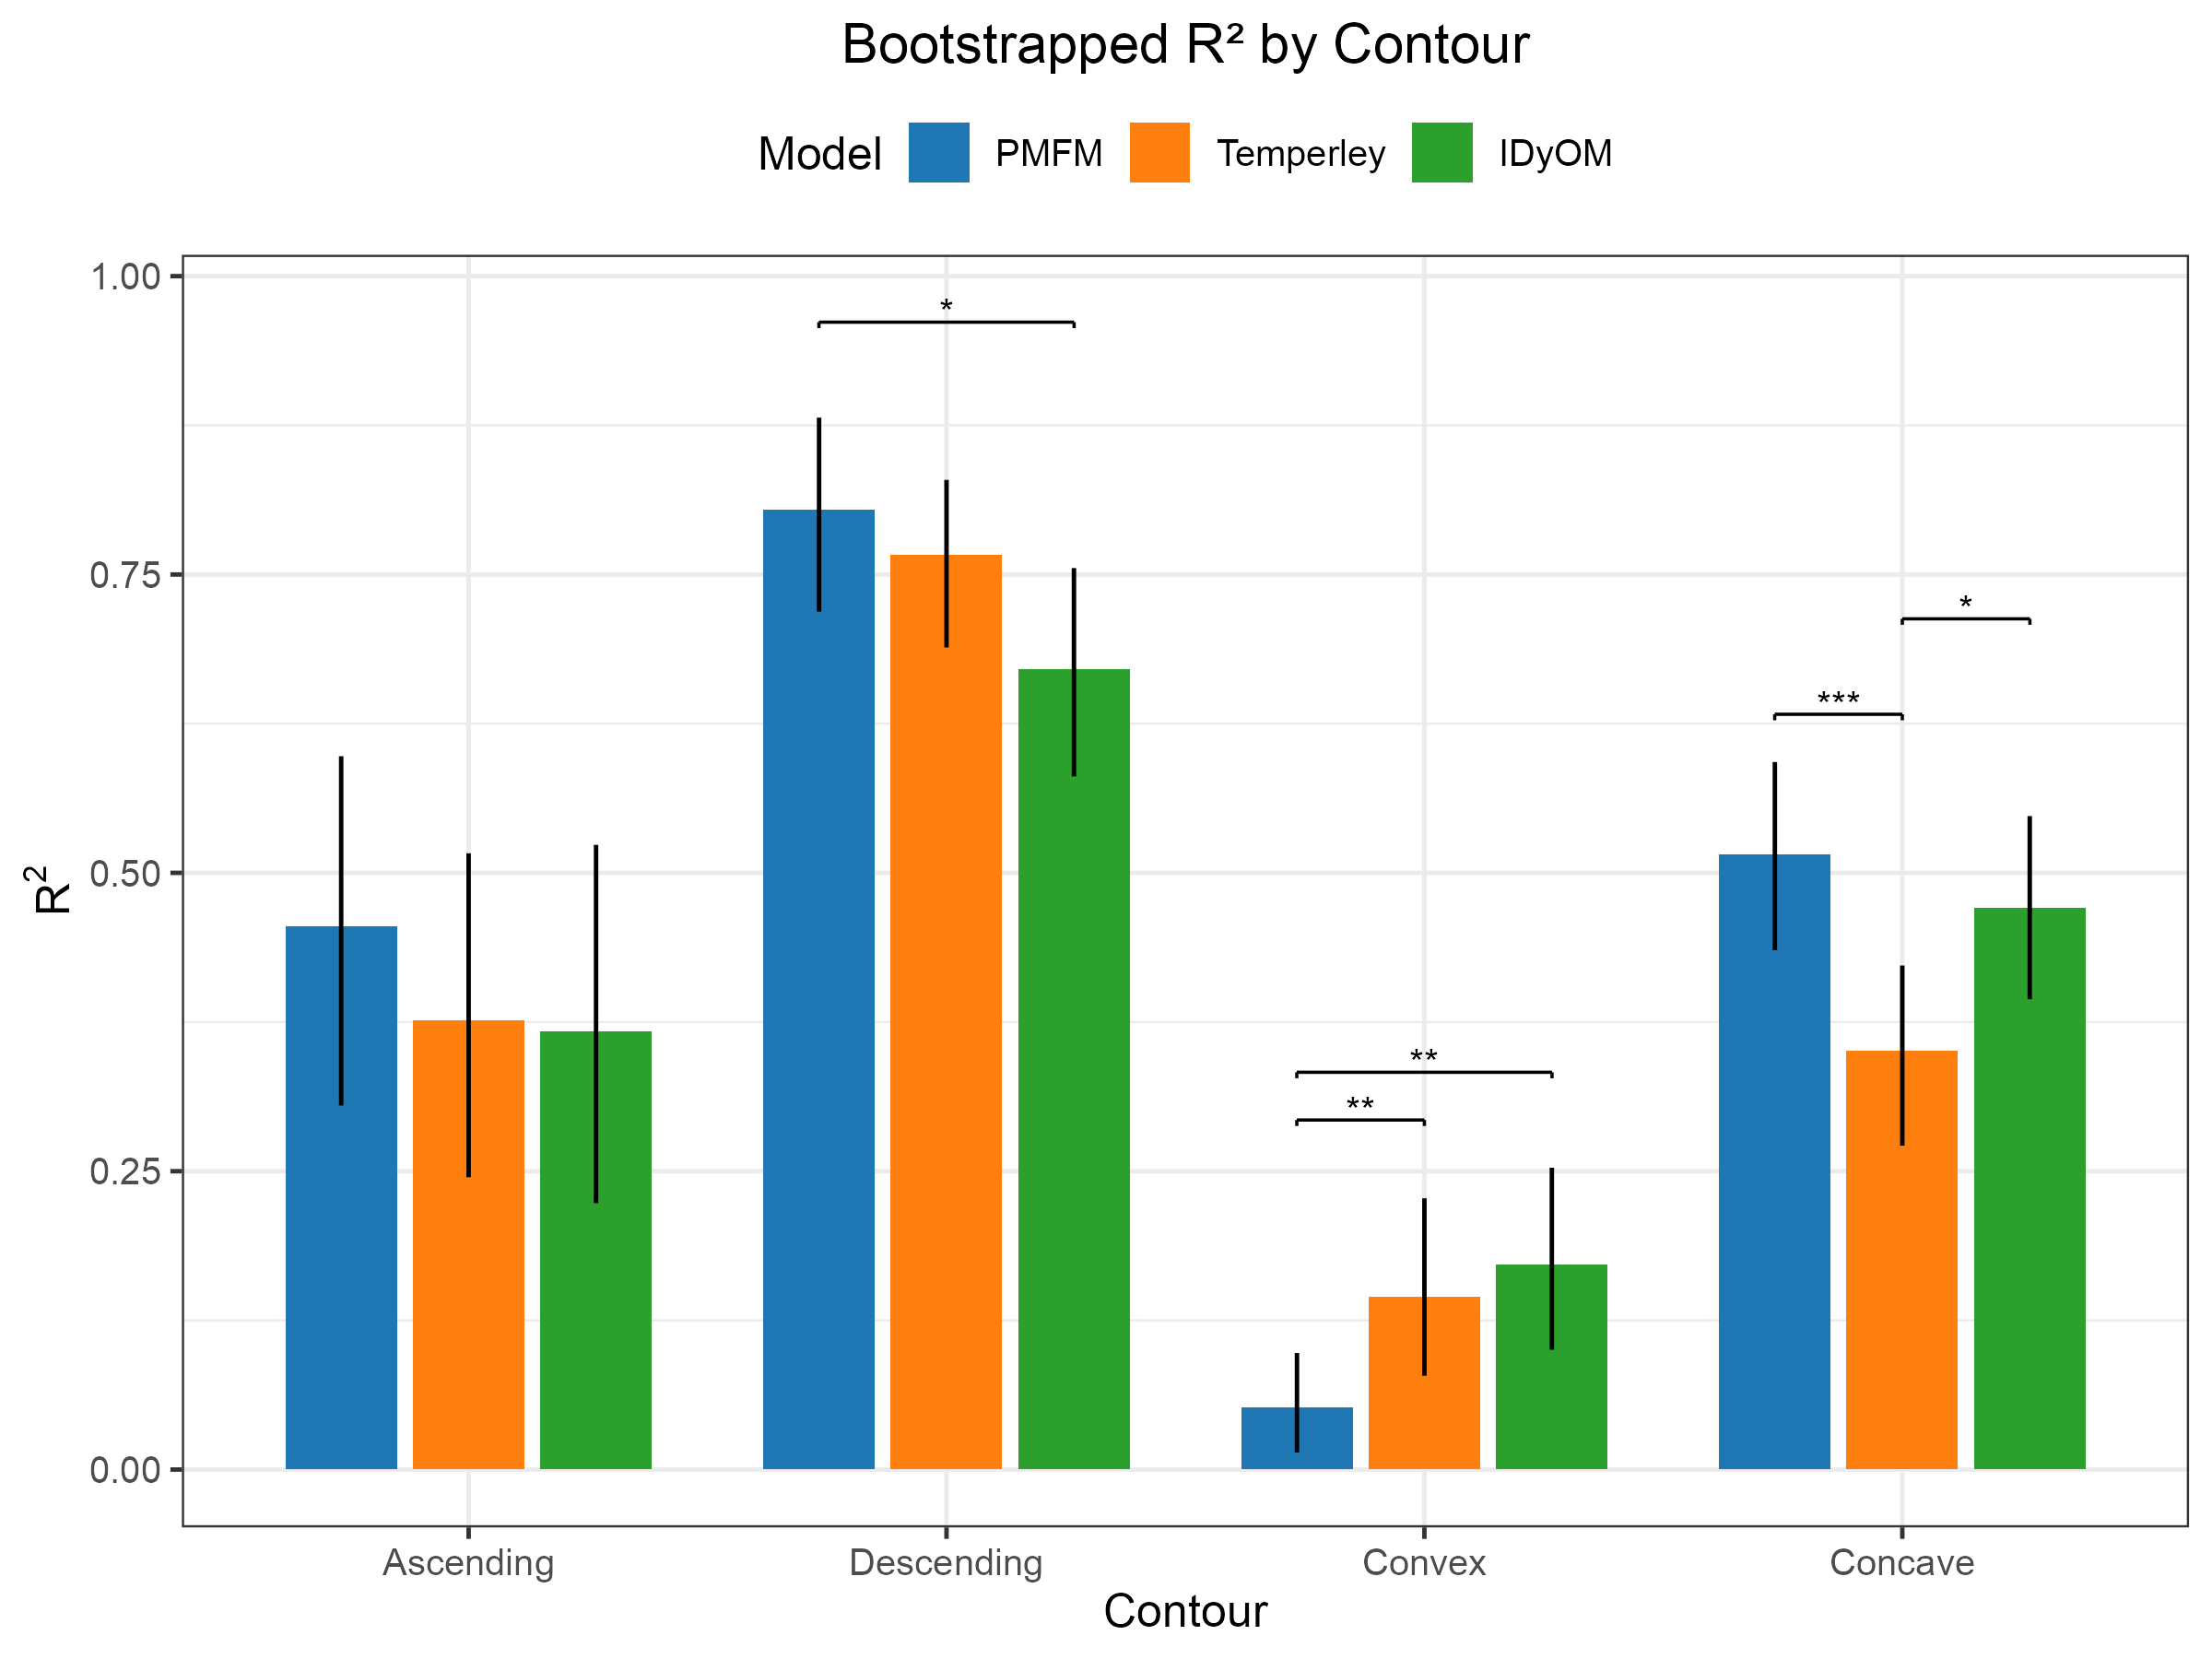 Bootstrapped R² by Contour
Model PMFM Temperley IDyOM
1.00
0.75
0.50
0.25
0.00
R²
*
*
***
**
**
Ascending Descending Convex Concave
Contour